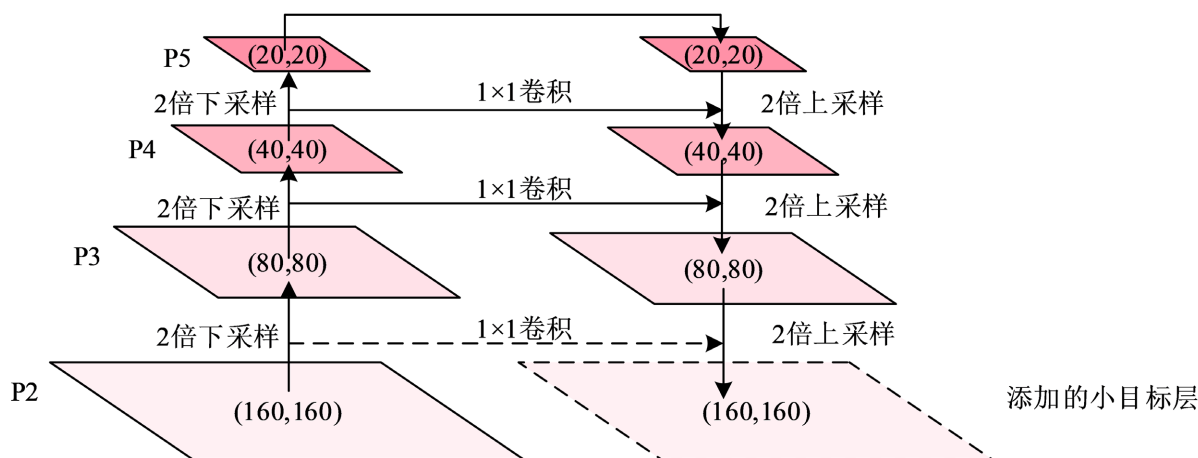 P5
(20,20)
(20,20)
2倍下采样
1×1卷积
2倍上采样
P4
(40,40)
(40,40)
2倍下采样
1×1卷积
2倍上采样
P3
(80,80)
(80,80)
2倍下采样
1×1卷积
2倍上采样
P2
(160,160)
(160,160)
添加的小目标层